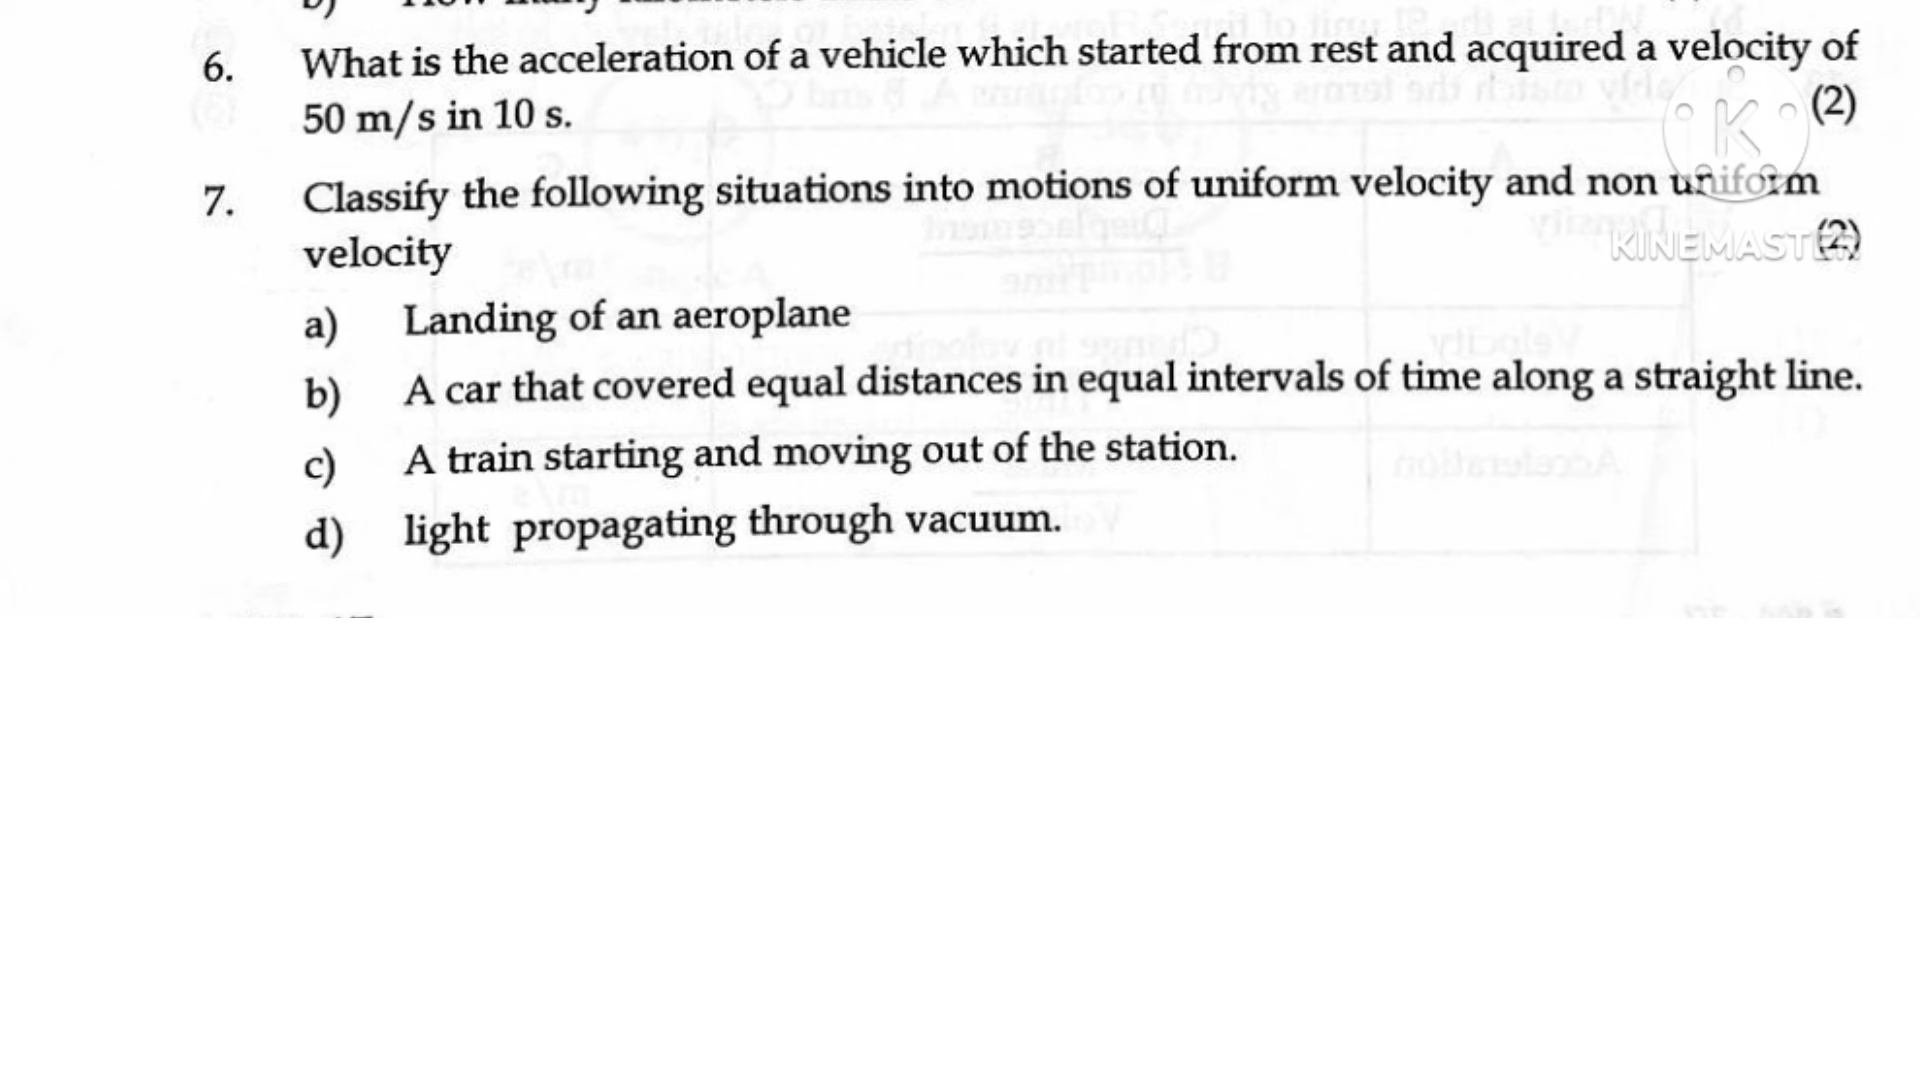 6. What is the acceleration of a vehicle which started from rest and acquired a velocity of
50 m/s in 10 s. (2)
K
7. Classify the following situations into motions of uniform velocity and non uniform
velocity (2)
KINEMASTER
a) Landing of an aeroplane
b) A car that covered equal distances in equal intervals of time along a straight line.
c) A train starting and moving out of the station.
d) light propagating through vacuum.